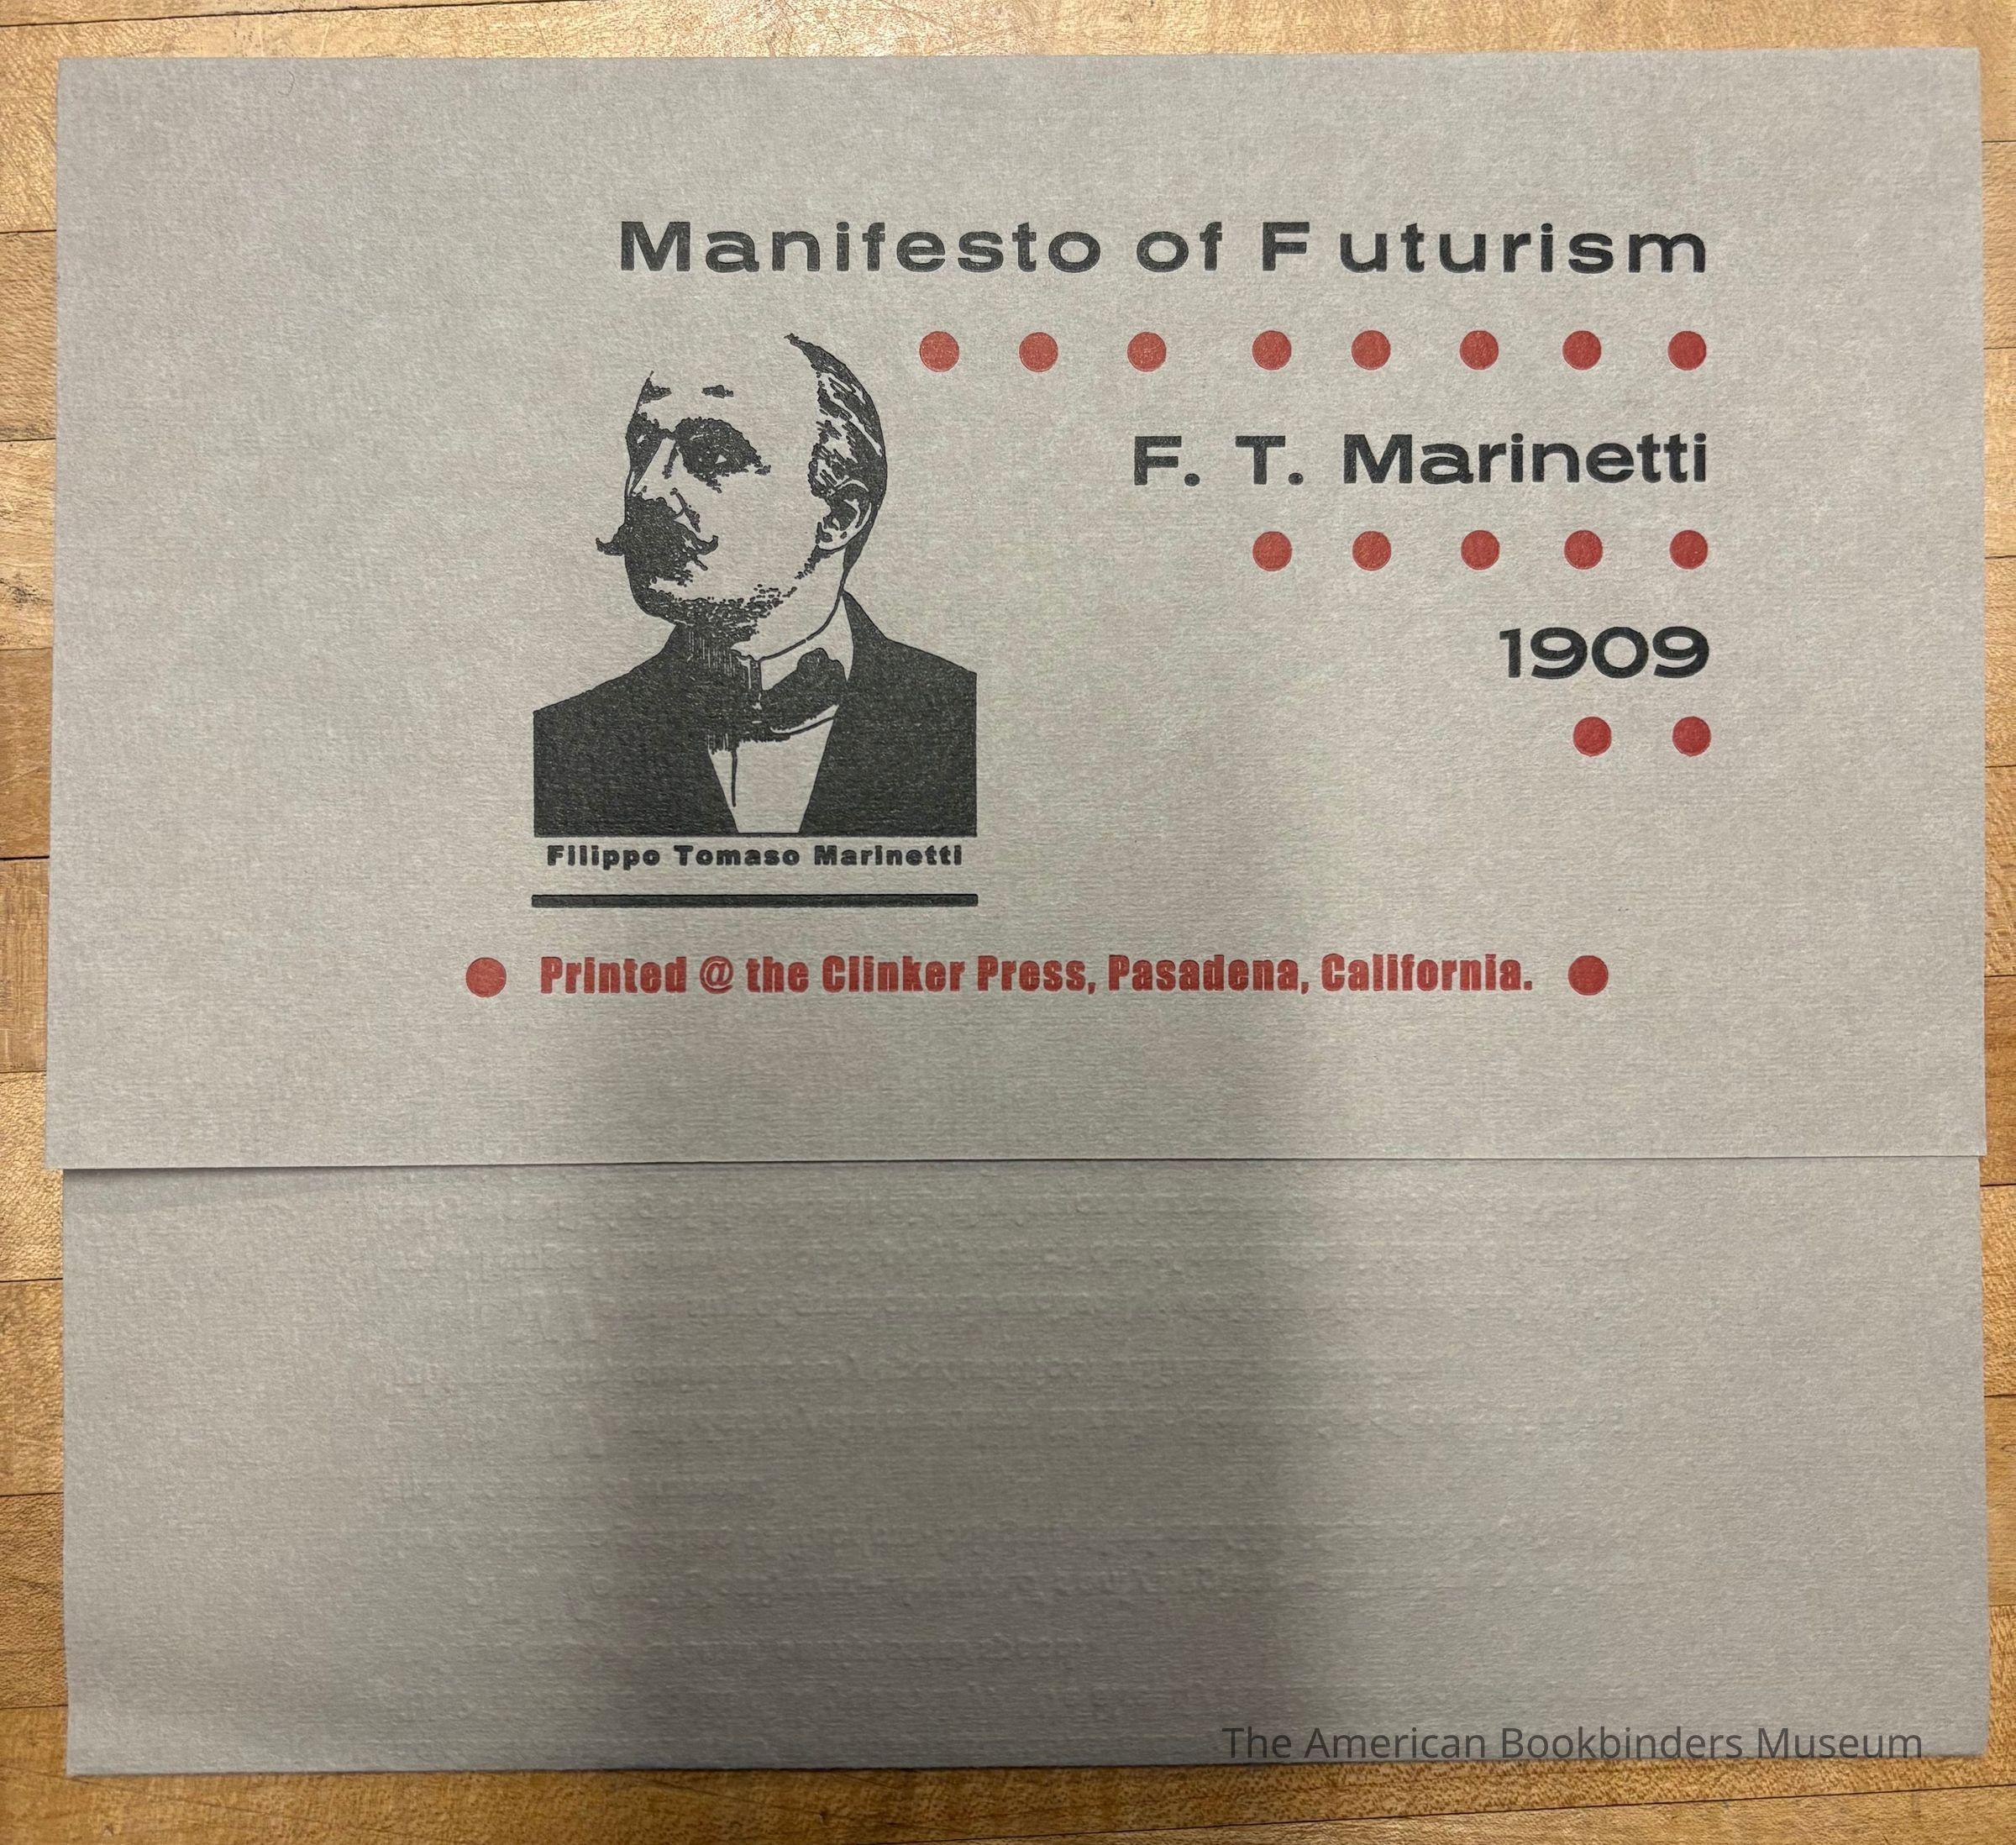 Manifesto of Futurism
F. T. Marinetti
1909
Filippo Tomaso Marinetti
Printed @ the Clinker Press, Pasadena, California.
The American Bookbinders Museum